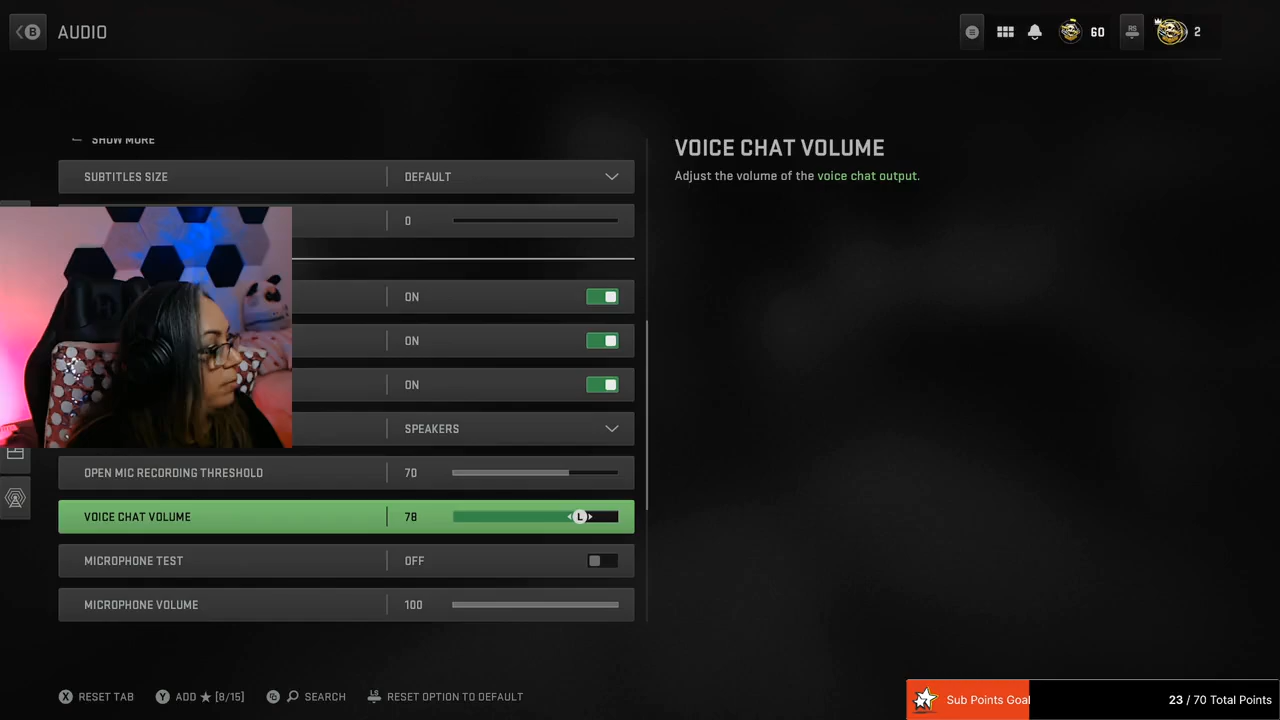 B AUDIO
60 RS 2
SHOW MORE
SUBTITLES SIZE DEFAULT
0
ON
ON
ON
SPEAKERS
OPEN MIC RECORDING THRESHOLD 70
VOICE CHAT VOLUME 78 L
MICROPHONE TEST OFF
MICROPHONE VOLUME 100
VOICE CHAT VOLUME
Adjust the volume of the voice chat output.
X RESET TAB Y ADD ★ [8/15] SEARCH LS RESET OPTION TO DEFAULT
Sub Points Goal 23 / 70 Total Points